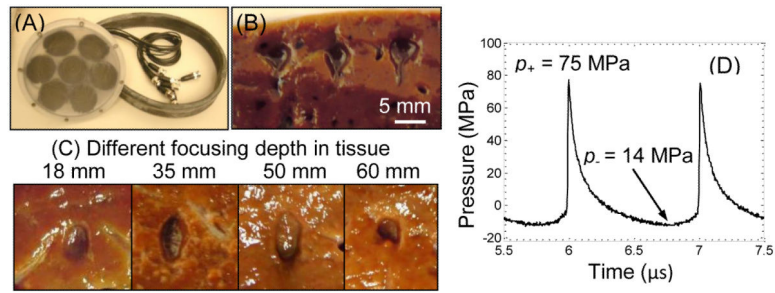 (A)
(B)
5 mm
(C) Different focusing depth in tissue
18 mm 35 mm 50 mm 60 mm
(D)
p₊ = 75 MPa
p₋ = 14 MPa
Pressure (MPa)
100
80
60
40
20
0
-20
5.5 6 6.5 7 7.5
Time (μs)